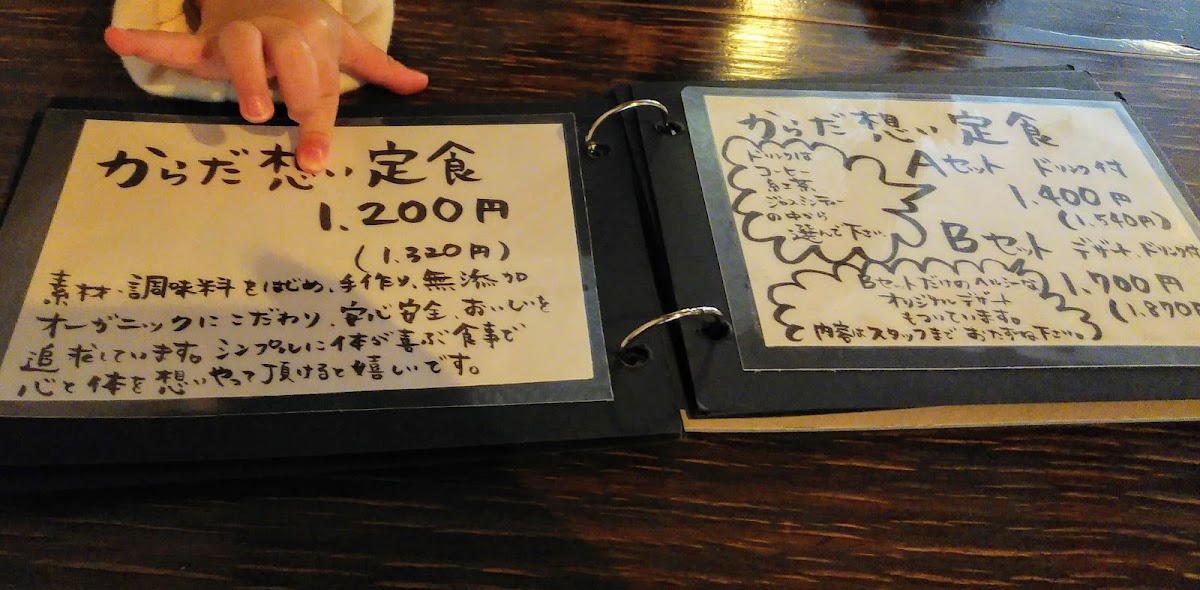 からだ想い定食
1.200円
(1.320円)
素材、調味料をはじめ、手作り、無添加
オーガニックにこだわり、安心安全、おいしいを
追求しています。シンプルに体が喜ぶ食事で
心と体を想いやって頂けると嬉しいです。
からだ想い定食
Aセット ドリンク付
1.400円
(1.540円)
ドリンクは
コーヒー
紅茶
ジャスミンティー
の中から
選んで下さい。
Bセット デザート、ドリンク付
1.700円
(1.870円
Bセットだけのヘルシーな
オリジナルデザート
もついています。
内容はスタッフまでおたずね下さい。